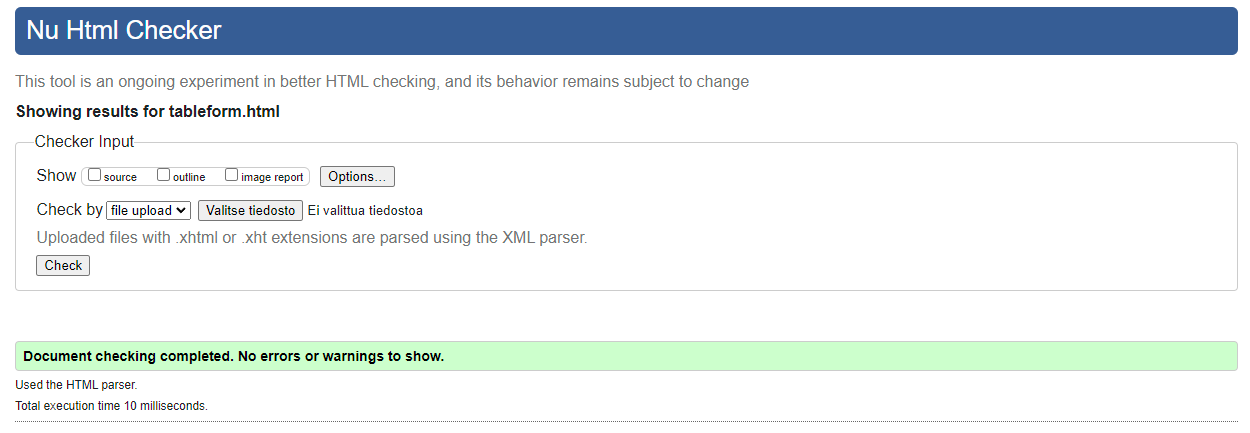 Nu Html Checker
This tool is an ongoing experiment in better HTML checking, and its behavior remains subject to change
Showing results for tableform.html
Checker Input
Show source outline image report Options...
Check by file upload Valitse tiedosto Ei valittua tiedostoa
Uploaded files with .xhtml or .xht extensions are parsed using the XML parser.
Check
Document checking completed. No errors or warnings to show.
Used the HTML parser.
Total execution time 10 milliseconds.